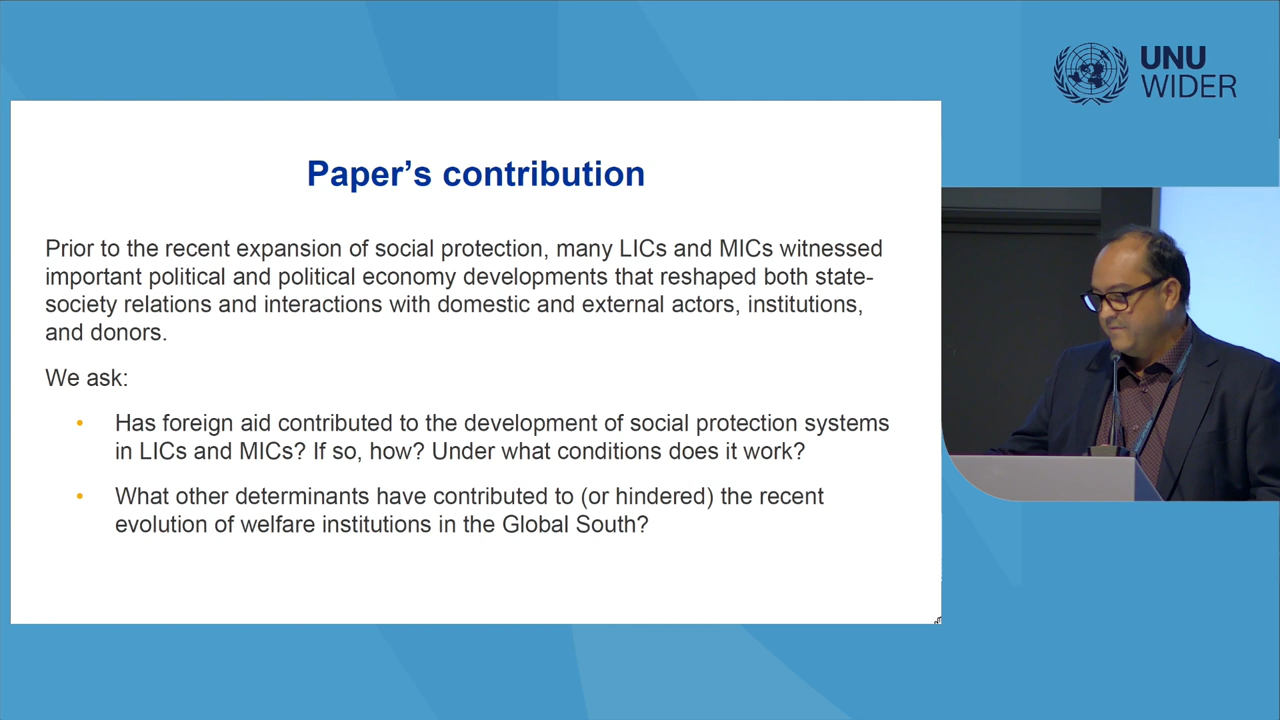 UNU
WIDER
Paper's contribution
Prior to the recent expansion of social protection, many LICs and MICs witnessed
important political and political economy developments that reshaped both state-
society relations and interactions with domestic and external actors, institutions,
and donors.
We ask:
• Has foreign aid contributed to the development of social protection systems
in LICs and MICs? If so, how? Under what conditions does it work?
• What other determinants have contributed to (or hindered) the recent
evolution of welfare institutions in the Global South?